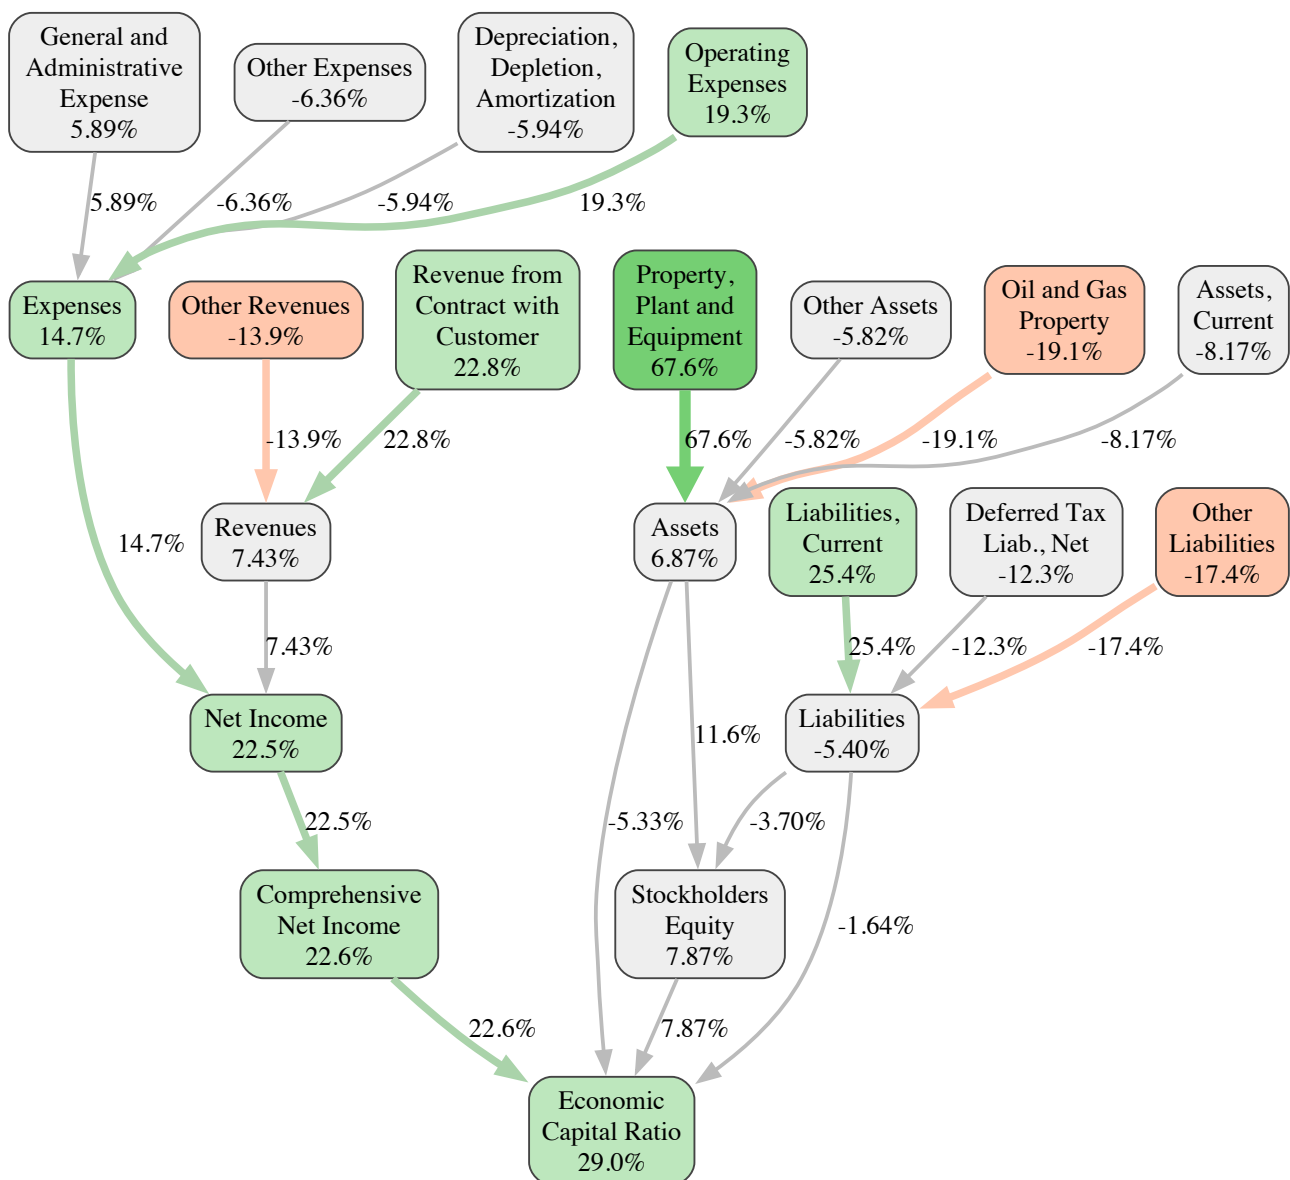 General and
Administrative
Expense
5.89%
Other Expenses
-6.36%
Depreciation,
Depletion,
Amortization
-5.94%
Operating
Expenses
19.3%
5.89%
-6.36%
-5.94%
19.3%
Expenses
14.7%
Other Revenues
-13.9%
Revenue from
Contract with
Customer
22.8%
Property,
Plant and
Equipment
67.6%
Other Assets
-5.82%
Oil and Gas
Property
-19.1%
Assets,
Current
-8.17%
-13.9%
22.8%
67.6%
-5.82%
-19.1%
-8.17%
14.7%
Revenues
7.43%
Assets
6.87%
Liabilities,
Current
25.4%
Deferred Tax
Liab., Net
-12.3%
Other
Liabilities
-17.4%
7.43%
25.4%
-12.3%
-17.4%
Net Income
22.5%
11.6%
Liabilities
-5.40%
22.5%
-5.33%
-3.70%
Comprehensive
Net Income
22.6%
Stockholders
Equity
7.87%
-1.64%
22.6%
7.87%
Economic
Capital Ratio
29.0%